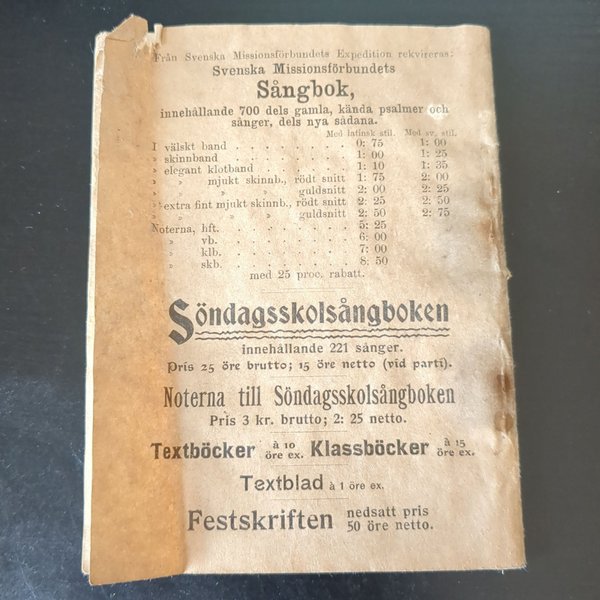 Från Svenska Missionsförbundets Expedition rekvireras:
Svenska Missionsförbundets
Sångbok,
innehållande 700 dels gamla, kända psalmer och
sånger, dels nya sådana.
Med latinsk stil. Med sv. stil.
I välskt band . . . . . . . . 0: 75 1: 00
» skinnband . . . . . . . . 1: 00 1: 25
» elegant klotband . . . . . . 1: 10 1: 35
» » mjukt skinnb., rödt snitt 1: 75 2: 00
» » » guldsnitt 2: 00 2: 25
» extra fint mjukt skinnb., rödt snitt 2: 25 2: 50
» » » guldsnitt 2: 50 2: 75
Noterna, hft. . . . . . . . . 5: 25
» vb. . . . . . . . . 6: 00
» klb. . . . . . . . . 7: 00
» skb. . . . . . . . . 8: 50
med 25 proc. rabatt.
Söndagsskolsångboken
innehållande 221 sånger.
Pris 25 öre brutto; 15 öre netto (vid parti).
Noterna till Söndagsskolsångboken
Pris 3 kr. brutto; 2: 25 netto.
Textböcker à 10 öre ex. Klassböcker à 15 öre ex.
Textblad à 1 öre ex.
Festskriften nedsatt pris 50 öre netto.